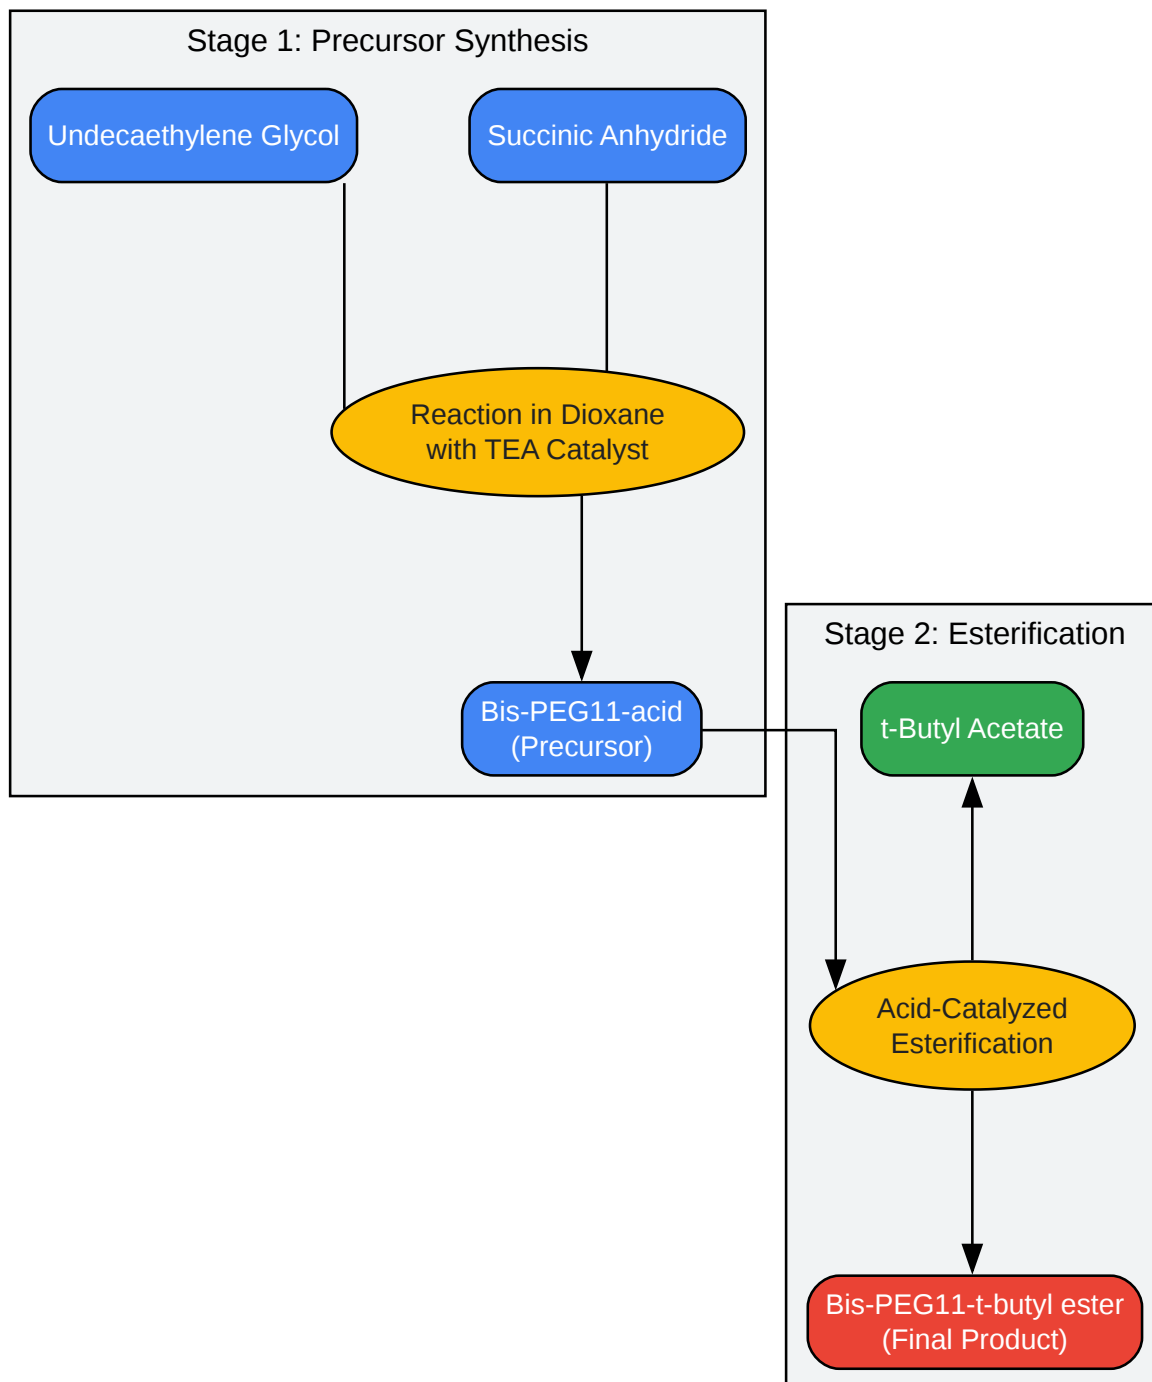 Stage 1: Precursor Synthesis
Undecaethylene Glycol
Succinic Anhydride
Reaction in Dioxane
with TEA Catalyst
Bis-PEG11-acid
(Precursor)
Stage 2: Esterification
t-Butyl Acetate
Acid-Catalyzed
Esterification
Bis-PEG11-t-butyl ester
(Final Product)